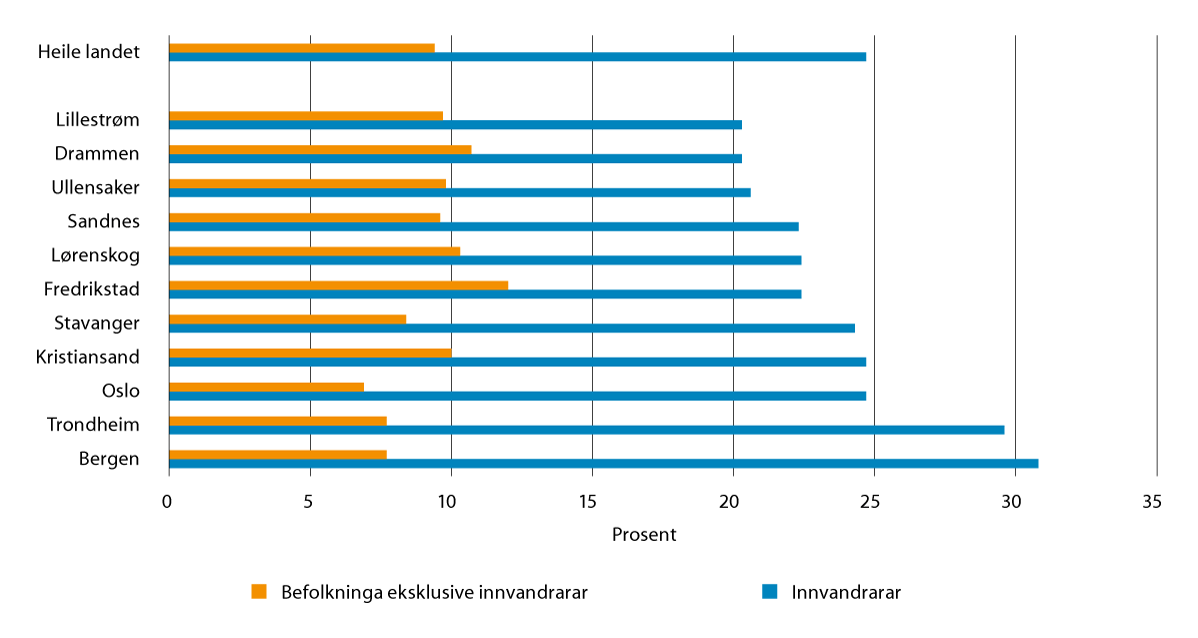 Heile landet
Lillestrøm
Drammen
Ullensaker
Sandnes
Lørenskog
Fredrikstad
Stavanger
Kristiansand
Oslo
Trondheim
Bergen
0 5 10 15 20 25 30 35
Prosent
Befolkninga eksklusive innvandrarar Innvandrarar